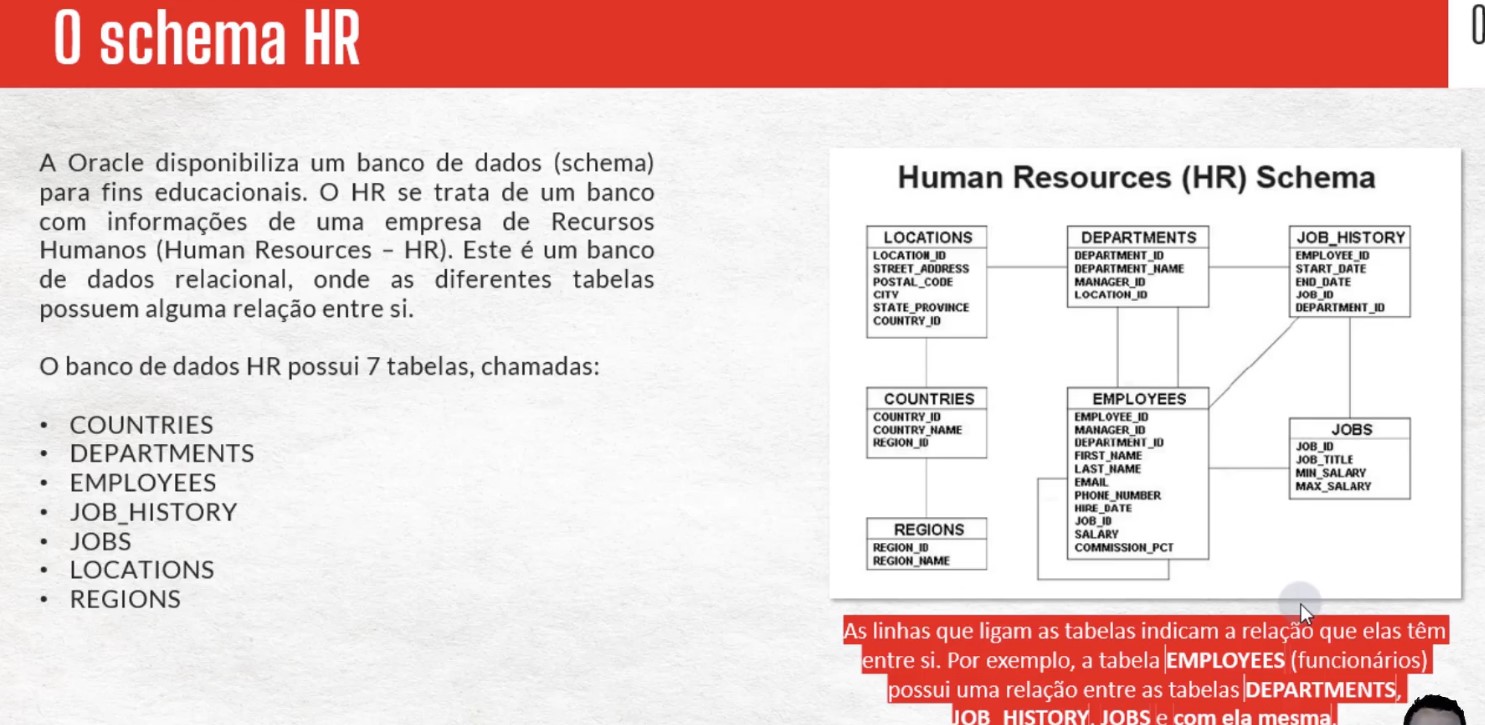 O schema HR
A Oracle disponibiliza um banco de dados (schema)
para fins educacionais. O HR se trata de um banco
com informações de uma empresa de Recursos
Humanos (Human Resources – HR). Este é um banco
de dados relacional, onde as diferentes tabelas
possuem alguma relação entre si.
O banco de dados HR possui 7 tabelas, chamadas:
• COUNTRIES
• DEPARTMENTS
• EMPLOYEES
• JOB_HISTORY
• JOBS
• LOCATIONS
• REGIONS
Human Resources (HR) Schema
LOCATIONS
LOCATION_ID
STREET_ADDRESS
POSTAL_CODE
CITY
STATE_PROVINCE
COUNTRY_ID
DEPARTMENTS
DEPARTMENT_ID
DEPARTMENT_NAME
MANAGER_ID
LOCATION_ID
JOB_HISTORY
EMPLOYEE_ID
START_DATE
END_DATE
JOB_ID
DEPARTMENT_ID
COUNTRIES
COUNTRY_ID
COUNTRY_NAME
REGION_ID
EMPLOYEES
EMPLOYEE_ID
MANAGER_ID
DEPARTMENT_ID
FIRST_NAME
LAST_NAME
EMAIL
PHONE_NUMBER
HIRE_DATE
JOB_ID
SALARY
COMMISSION_PCT
JOBS
JOB_ID
JOB_TITLE
MIN_SALARY
MAX_SALARY
REGIONS
REGION_ID
REGION_NAME
As linhas que ligam as tabelas indicam a relação que elas têm
entre si. Por exemplo, a tabela EMPLOYEES (funcionários)
possui uma relação entre as tabelas DEPARTMENTS,
JOB_HISTORY, JOBS e com ela mesma.